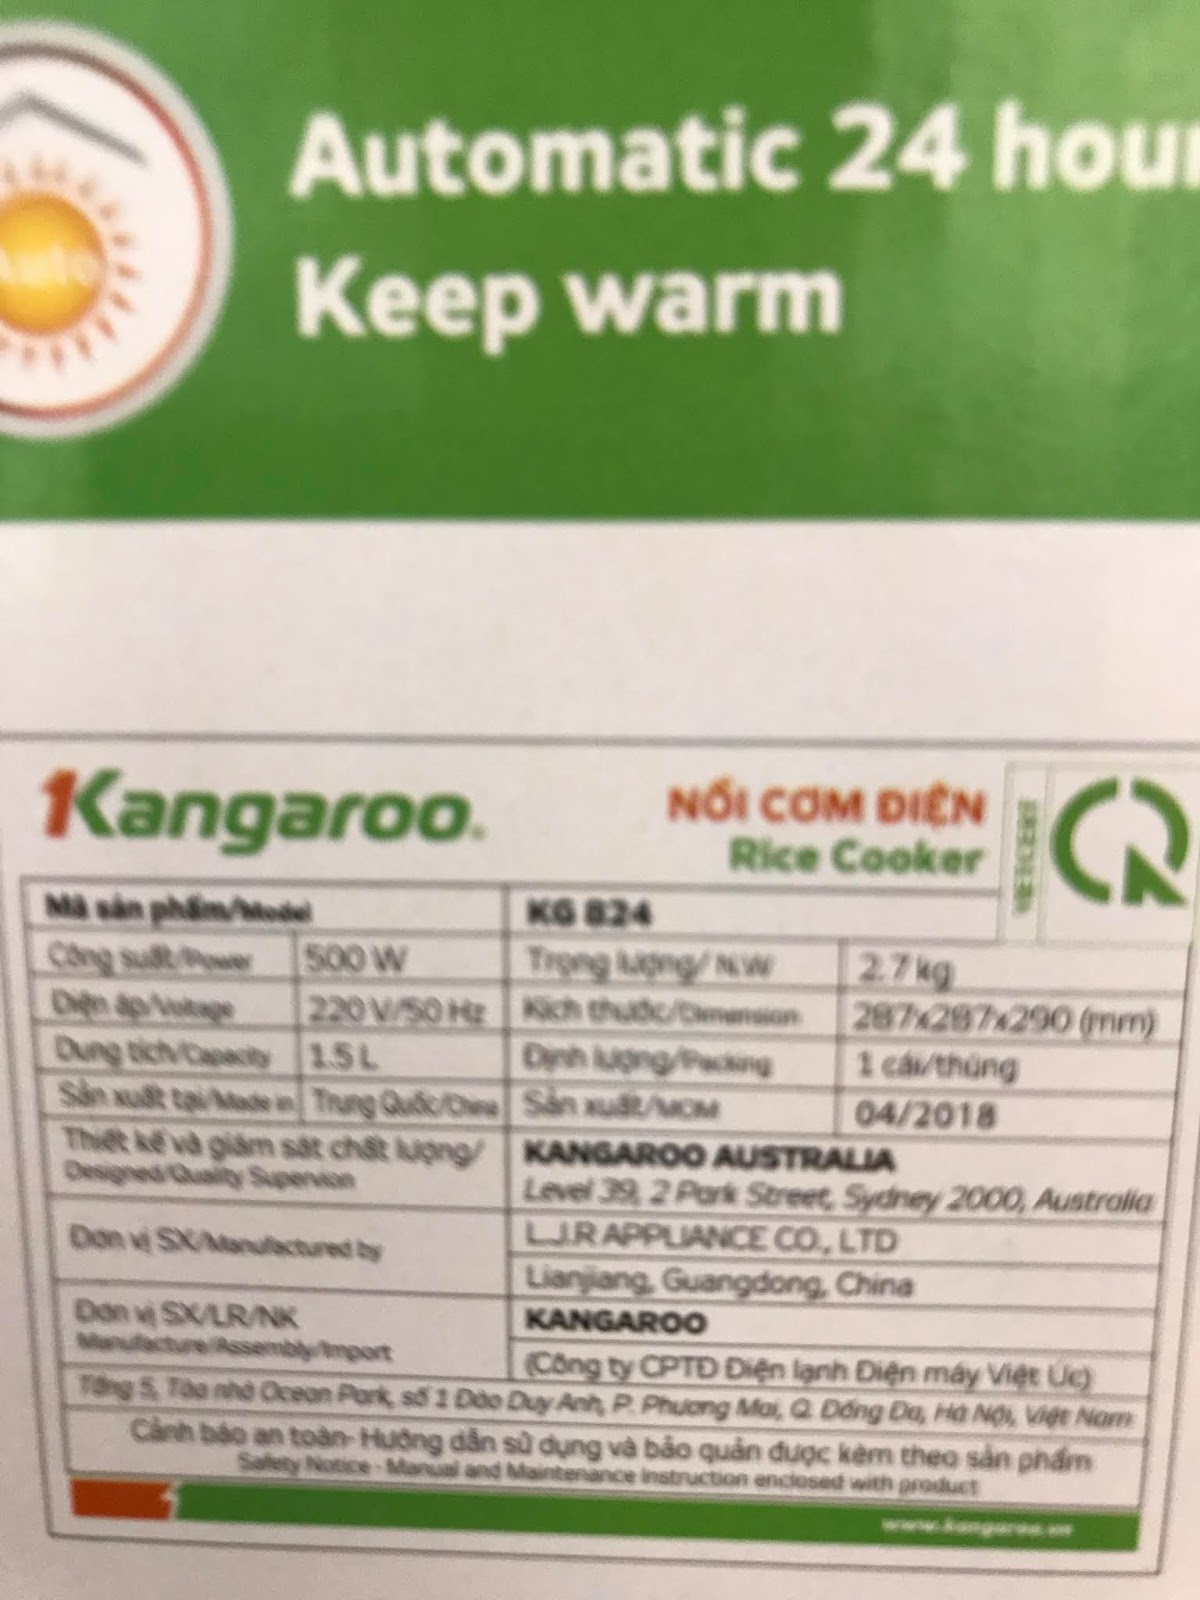 Automatic 24 hour
Keep warm
Auto
1Kangaroo
NỒI CƠM ĐIỆN
Rice Cooker
Mã sản phẩm/Model KG 824
Công suất/Power 500 W Trọng lượng/ N.W 2.7 kg
Điện áp/Voltage 220 V/50 Hz Kích thước/Dimension 287x287x290 (mm)
Dung tích/Capacity 1.5 L Định lượng/Packing 1 cái/thùng
Sản xuất tại/Made in Trung Quốc/China Sản xuất/MOM 04/2018
Thiết kế và giám sát chất lượng/ KANGAROO AUSTRALIA
Designed/Quality Supervion Level 39, 2 Park Street, Sydney 2000, Australia
Đơn vị SX/Manufactured by L.J.R APPLIANCE CO., LTD
Lianjiang, Guangdong, China
Đơn vị SX/LR/NK KANGAROO
Manufacture/Assembly/Import (Công ty CPTĐ Điện lạnh Điện máy Việt Úc)
Tầng 5, Tòa nhà Ocean Park, số 1 Đào Duy Anh, P. Phương Mai, Q. Đống Đa, Hà Nội, Việt Nam
Cảnh báo an toàn- Hướng dẫn sử dụng và bảo quản được kèm theo sản phẩm
Safety Notice - Manual and Maintenance instruction enclosed with product
www.kangaroo.vn